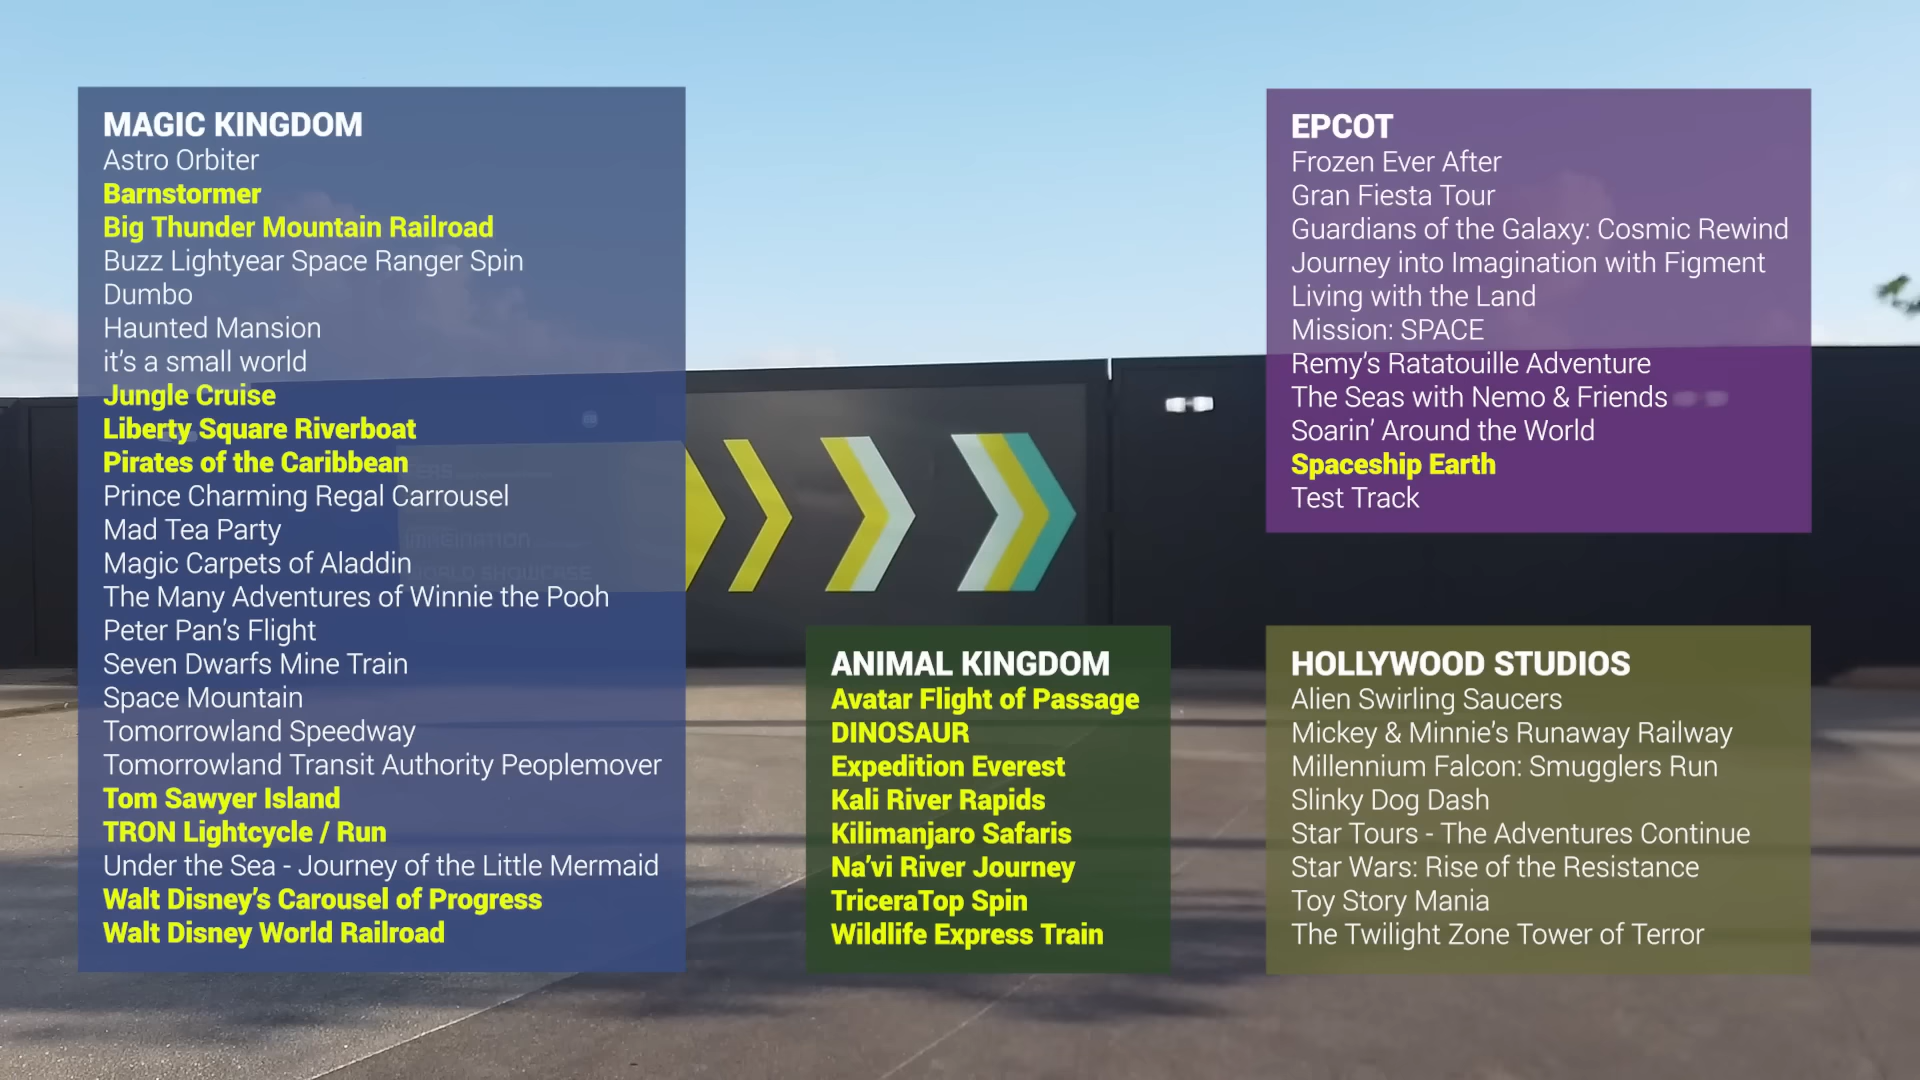 MAGIC KINGDOM
Astro Orbiter
Barnstormer
Big Thunder Mountain Railroad
Buzz Lightyear Space Ranger Spin
Dumbo
Haunted Mansion
it's a small world
Jungle Cruise
Liberty Square Riverboat
Pirates of the Caribbean
Prince Charming Regal Carrousel
Mad Tea Party
Magic Carpets of Aladdin
The Many Adventures of Winnie the Pooh
Peter Pan's Flight
Seven Dwarfs Mine Train
Space Mountain
Tomorrowland Speedway
Tomorrowland Transit Authority Peoplemover
Tom Sawyer Island
TRON Lightcycle / Run
Under the Sea - Journey of the Little Mermaid
Walt Disney's Carousel of Progress
Walt Disney World Railroad
EPCOT
Frozen Ever After
Gran Fiesta Tour
Guardians of the Galaxy: Cosmic Rewind
Journey into Imagination with Figment
Living with the Land
Mission: SPACE
Remy's Ratatouille Adventure
The Seas with Nemo & Friends
Soarin' Around the World
Spaceship Earth
Test Track
ANIMAL KINGDOM
Avatar Flight of Passage
DINOSAUR
Expedition Everest
Kali River Rapids
Kilimanjaro Safaris
Na'vi River Journey
TriceraTop Spin
Wildlife Express Train
HOLLYWOOD STUDIOS
Alien Swirling Saucers
Mickey & Minnie's Runaway Railway
Millennium Falcon: Smugglers Run
Slinky Dog Dash
Star Tours - The Adventures Continue
Star Wars: Rise of the Resistance
Toy Story Mania
The Twilight Zone Tower of Terror
IMAGINATION
WORLD SHOWCASE